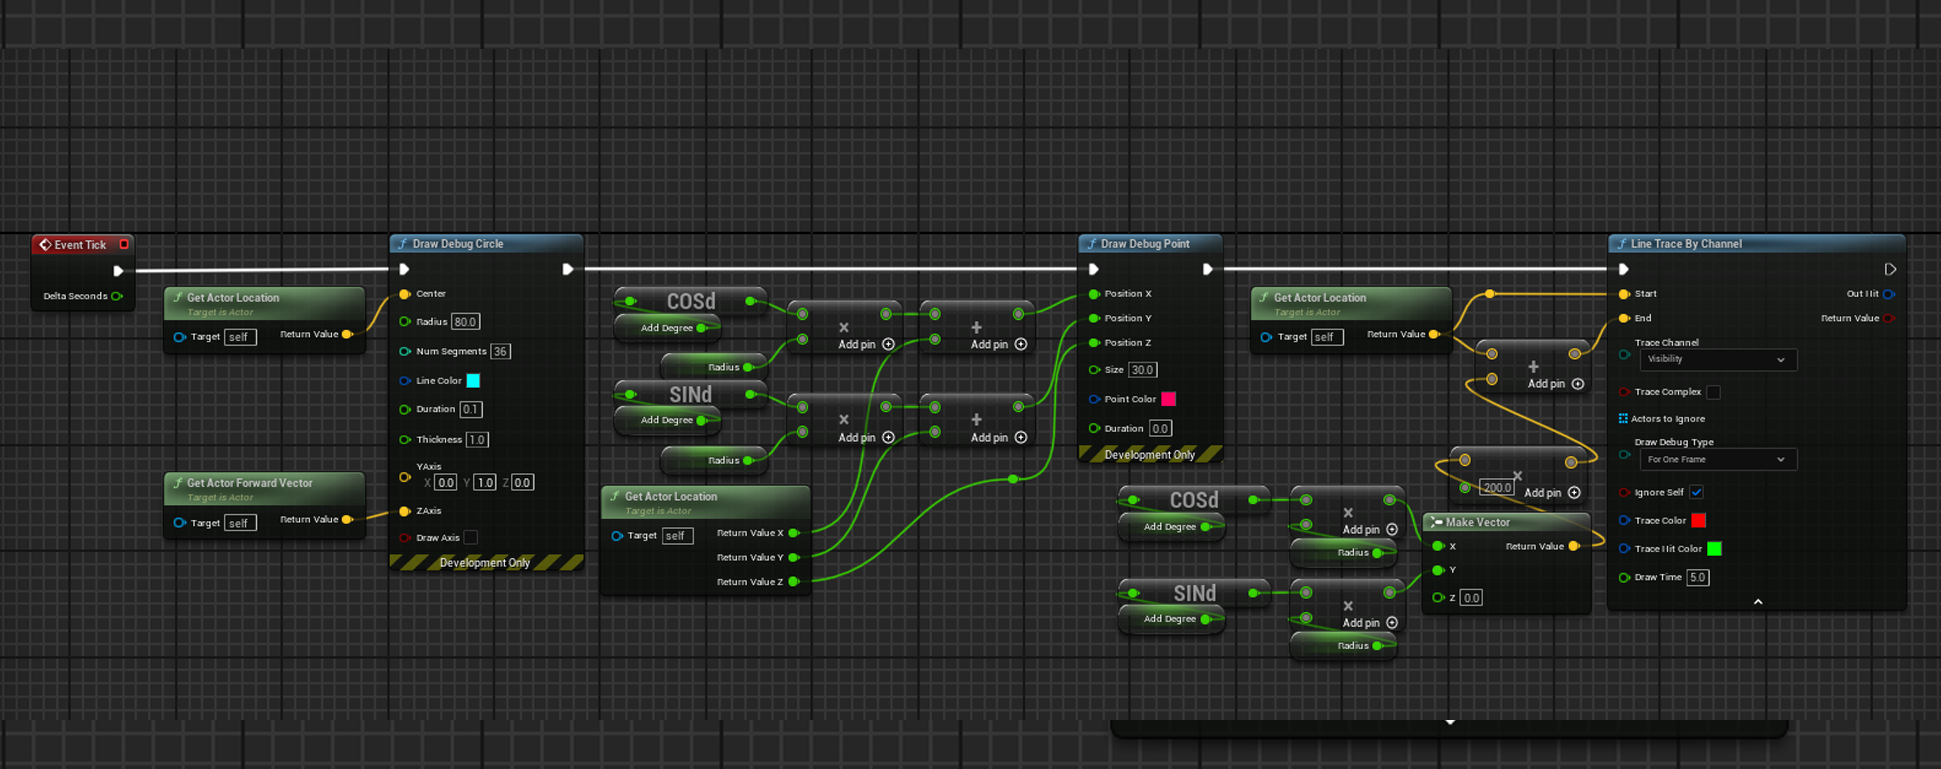 Event Tick
Delta Seconds
Get Actor Location
Target is Actor
Target self
Return Value
Get Actor Forward Vector
Target is Actor
Target self
Return Value
Draw Debug Circle
Center
Radius 80.0
Num Segments 36
Line Color
Duration 0.1
Thickness 1.0
YAxis
X 0.0 Y 1.0 Z 0.0
ZAxis
Draw Axis
Development Only
COSd
Add Degree
Radius
×
Add pin
+
Add pin
SINd
Add Degree
Radius
×
Add pin
+
Add pin
Get Actor Location
Target is Actor
Target self
Return Value X
Return Value Y
Return Value Z
Draw Debug Point
Position X
Position Y
Position Z
Size 30.0
Point Color
Duration 0.0
Development Only
Get Actor Location
Target is Actor
Target self
Return Value
+
Add pin
×
200.0
Add pin
COSd
Add Degree
×
Add pin
Radius
SINd
Add Degree
×
Add pin
Radius
Make Vector
X
Return Value
Y
Z 0.0
Line Trace By Channel
Start
Out Hit
End
Return Value
Trace Channel
Visibility
Trace Complex
Actors to Ignore
Draw Debug Type
For One Frame
Ignore Self
Trace Color
Trace Hit Color
Draw Time 5.0